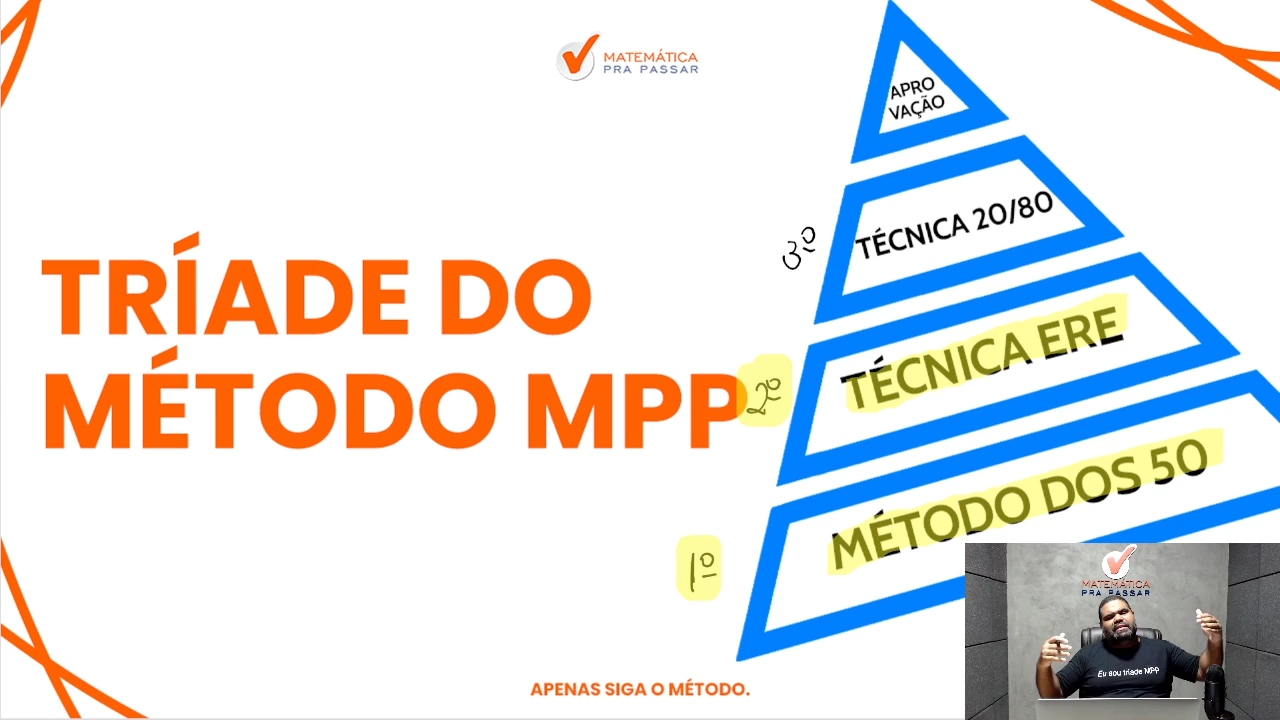 MATEMÁTICA
PRA PASSAR
APRO
VAÇÃO
TÉCNICA 20/80
3º
TRÍADE DO
MÉTODO MPP
TÉCNICA ERE
2º
MÉTODO DOS 50
1º
MATEMÁTICA
PRA PASSAR
Eu sou tríade MPP
APENAS SIGA O MÉTODO.